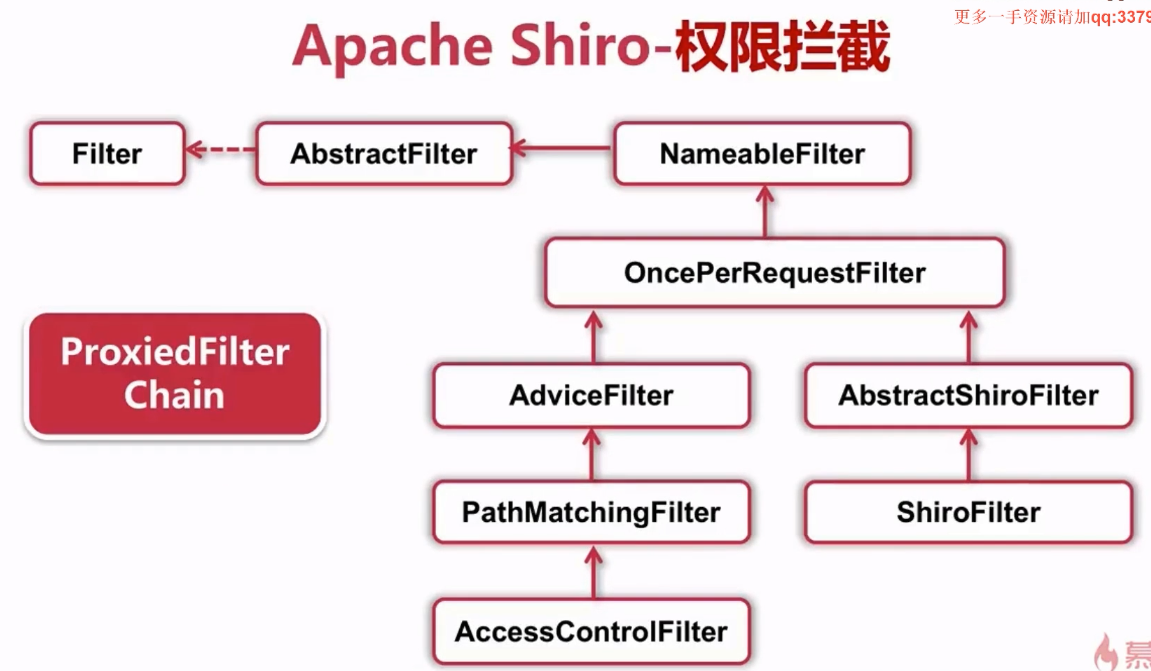 更多一手资源请加qq:3379
Apache Shiro-权限拦截
Filter
AbstractFilter
NameableFilter
OncePerRequestFilter
ProxiedFilter
Chain
AdviceFilter
AbstractShiroFilter
PathMatchingFilter
ShiroFilter
AccessControlFilter
慕